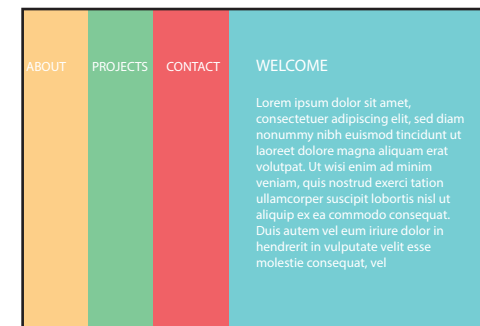 ABOUT
PROJECTS
CONTACT
WELCOME
Lorem ipsum dolor sit amet,
consectetuer adipiscing elit, sed diam
nonummy nibh euismod tincidunt ut
laoreet dolore magna aliquam erat
volutpat. Ut wisi enim ad minim
veniam, quis nostrud exerci tation
ullamcorper suscipit lobortis nisl ut
aliquip ex ea commodo consequat.
Duis autem vel eum iriure dolor in
hendrerit in vulputate velit esse
molestie consequat, vel